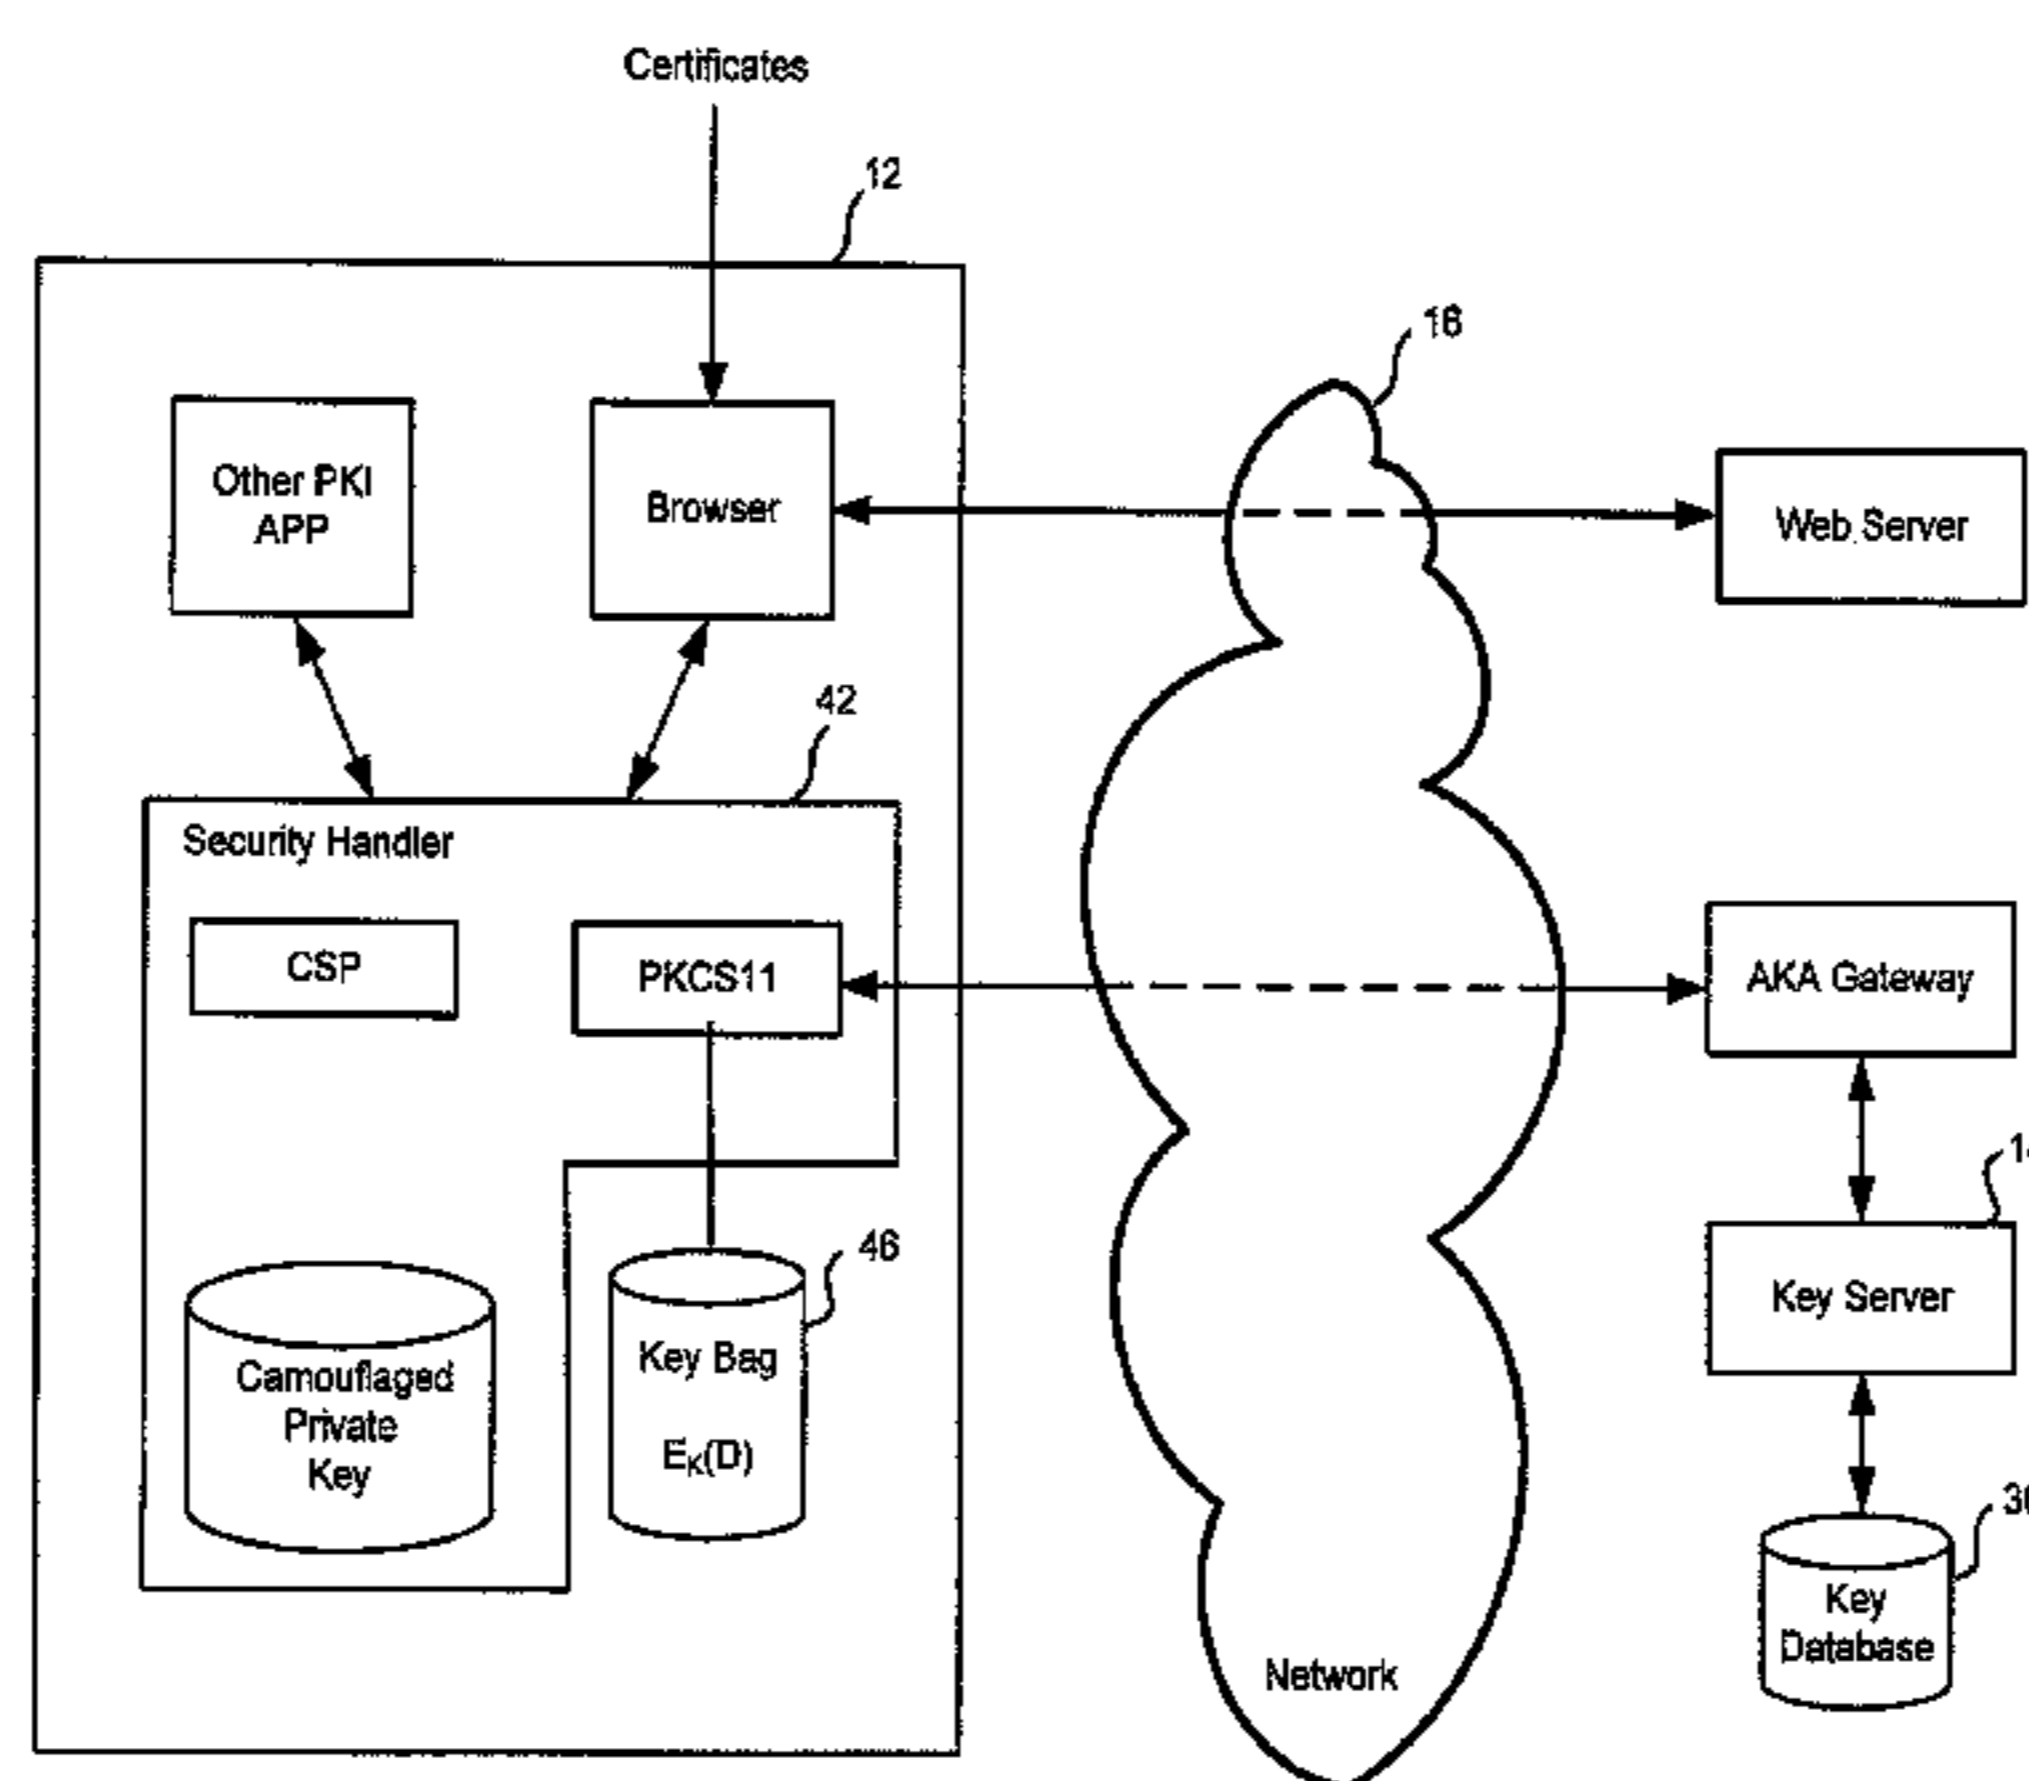 Certificates
12
16
Other PKI
APP
Browser
Web Server
42
Security Handler
CSP
PKCS11
AKA Gateway
46
Key Bag
E_K(D)
Key Server
Camouflaged
Private
Key
Key
Database
Network